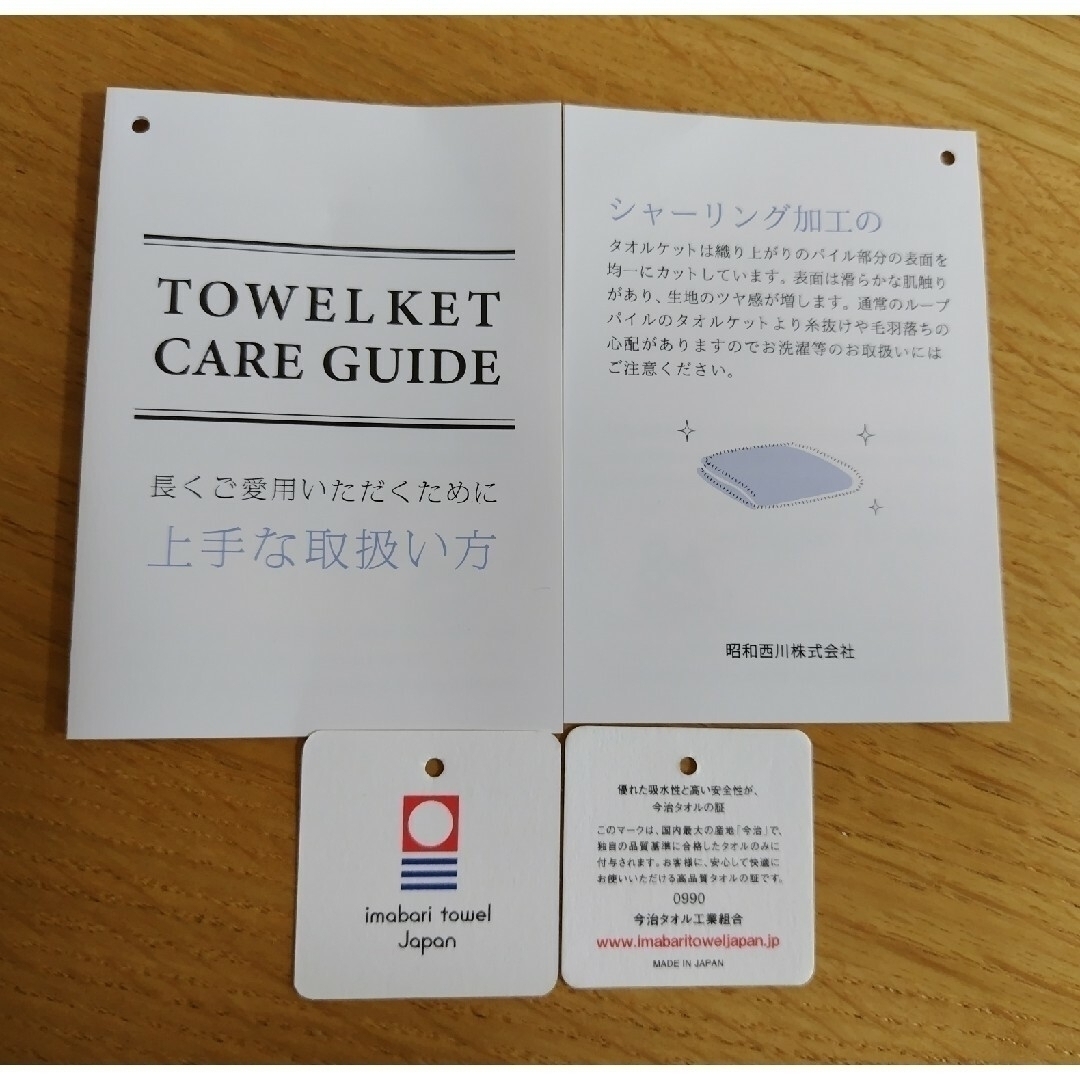 TOWELKET
CARE GUIDE
長くご愛用いただくために
上手な取扱い方
シャーリング加工の
タオルケットは織り上がりのパイル部分の表面を
均一にカットしています。表面は滑らかな肌触り
があり、生地のツヤ感が増します。通常のループ
パイルのタオルケットより糸抜けや毛羽落ちの
心配がありますのでお洗濯等のお取扱いには
ご注意ください。
昭和西川株式会社
imabari towel
Japan
優れた吸水性と高い安全性が、
今治タオルの証
このマークは、国内最大の産地「今治」で、
独自の品質基準に合格したタオルのみに
付与されます。お客様に、安心して快適に
お使いいただける高品質タオルの証です。
0990
今治タオル工業組合
www.imabaritoweljapan.jp
MADE IN JAPAN